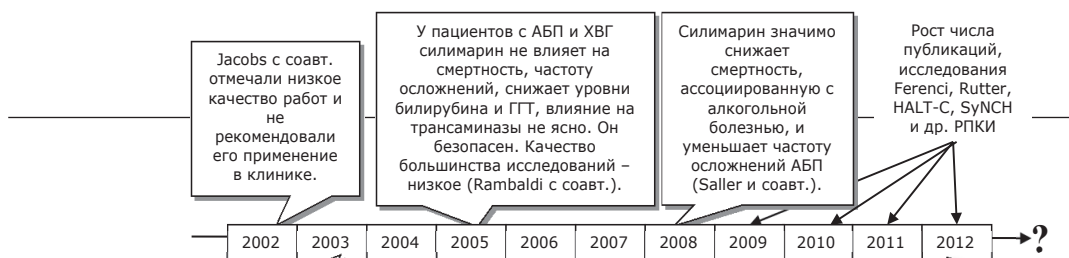 Jacobs с соавт.
отмечали низкое
качество работ и
не
рекомендовали
его применение
в клинике.
У пациентов с АБП и ХВГ
силимарин не влияет на
смертность, частоту
осложнений, снижает уровни
билирубина и ГГТ, влияние на
трансаминазы не ясно. Он
безопасен. Качество
большинства исследований –
низкое (Rambaldi с соавт.).
Силимарин значимо
снижает
смертность,
ассоциированную с
алкогольной
болезнью, и
уменьшает частоту
осложнений АБП
(Saller и соавт.).
Рост числа
публикаций,
исследования
Ferenci, Rutter,
HALT-C, SyNCH
и др. РПКИ
2002 2003 2004 2005 2006 2007 2008 2009 2010 2011 2012 ?